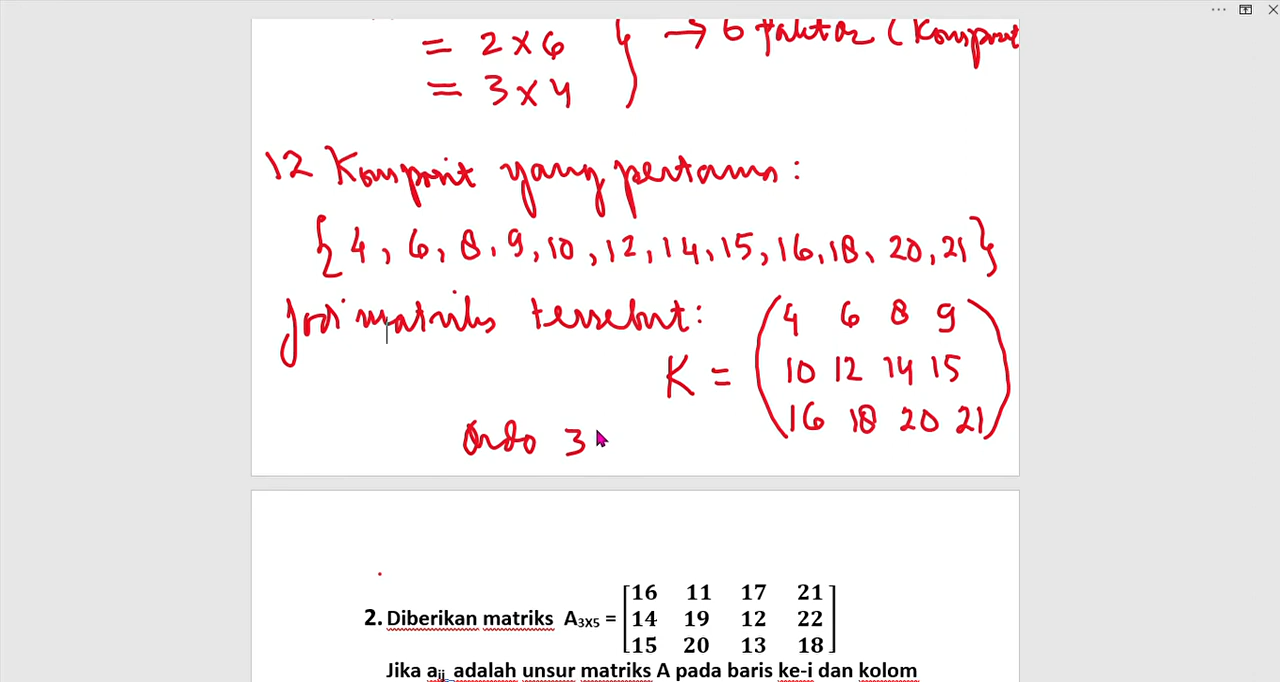 = 2 x 6
→ 6 faktor (Komposit
= 3 x 4
12 Komposit yang pertama :
{ 4, 6, 8, 9, 10, 12, 14, 15, 16, 18, 20, 21 }
Jadi matriks tersebut :
K = ( 4 6 8 9
10 12 14 15
16 18 20 21 )
Ordo 3
2. Diberikan matriks A3X5 = [ 16 11 17 21
14 19 12 22
15 20 13 18 ]
Jika aij adalah unsur matriks A pada baris ke-i dan kolom